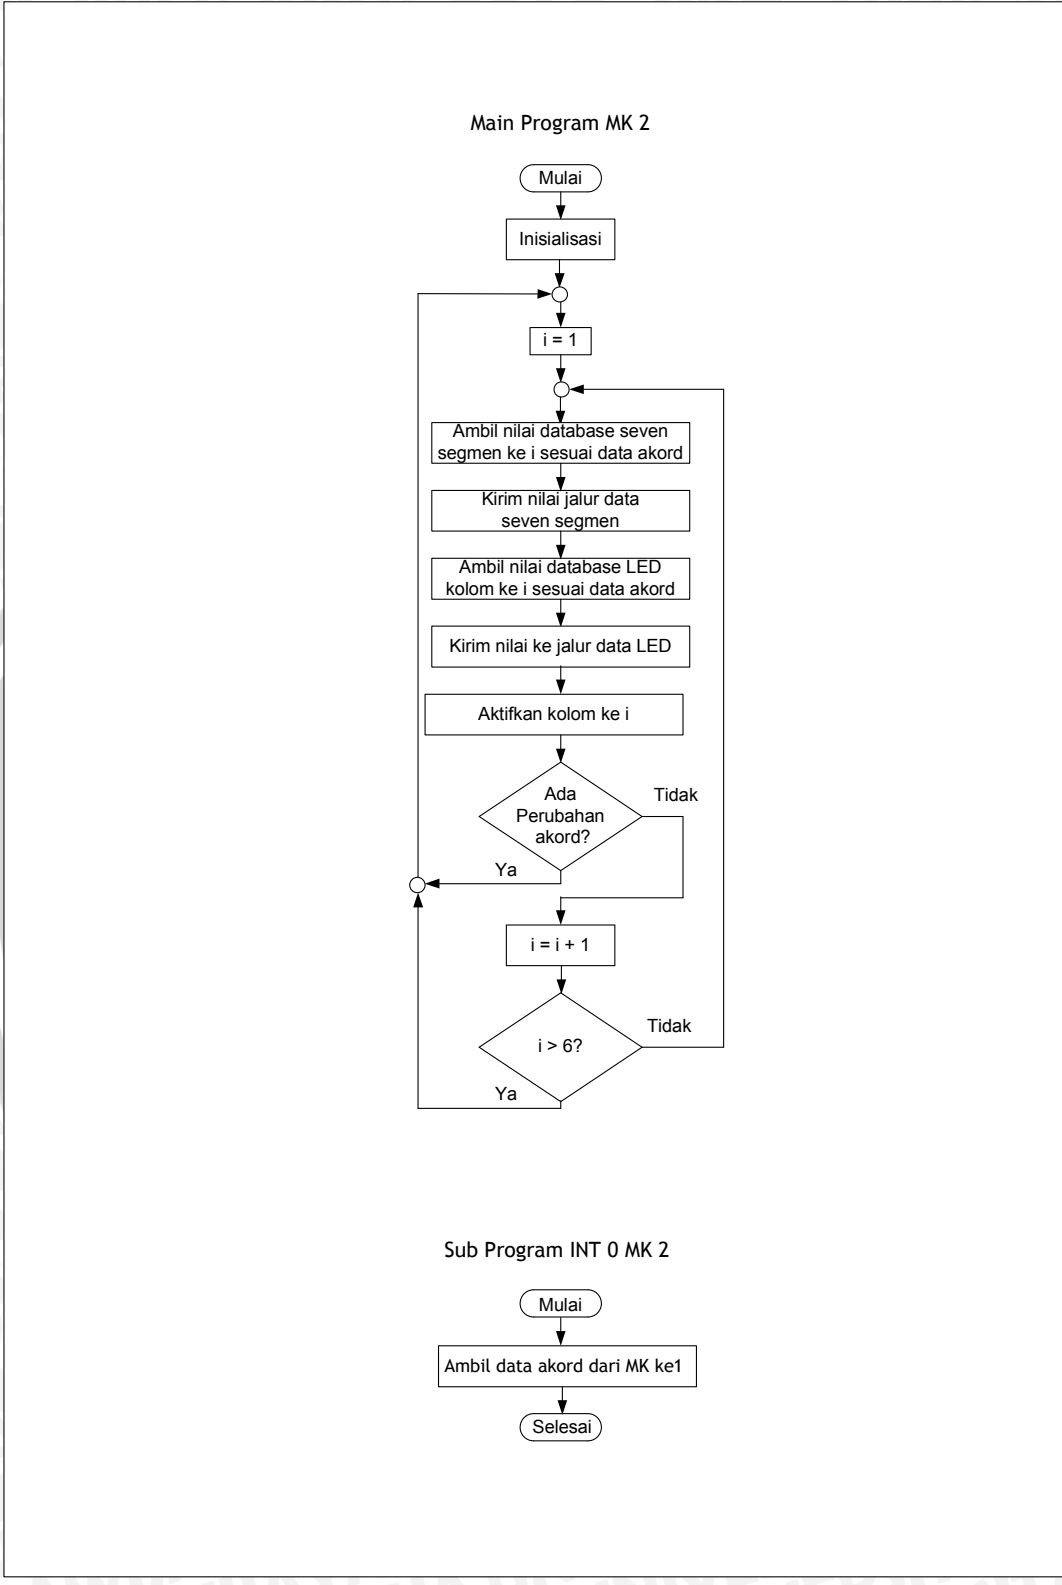 Main Program MK 2
Mulai
Inisialisasi
i = 1
Ambil nilai database seven
segmen ke i sesuai data akord
Kirim nilai jalur data
seven segmen
Ambil nilai database LED
kolom ke i sesuai data akord
Kirim nilai ke jalur data LED
Aktifkan kolom ke i
Ada
Perubahan
akord?
Tidak
Ya
i = i + 1
i > 6?
Tidak
Ya
Sub Program INT 0 MK 2
Mulai
Ambil data akord dari MK ke1
Selesai